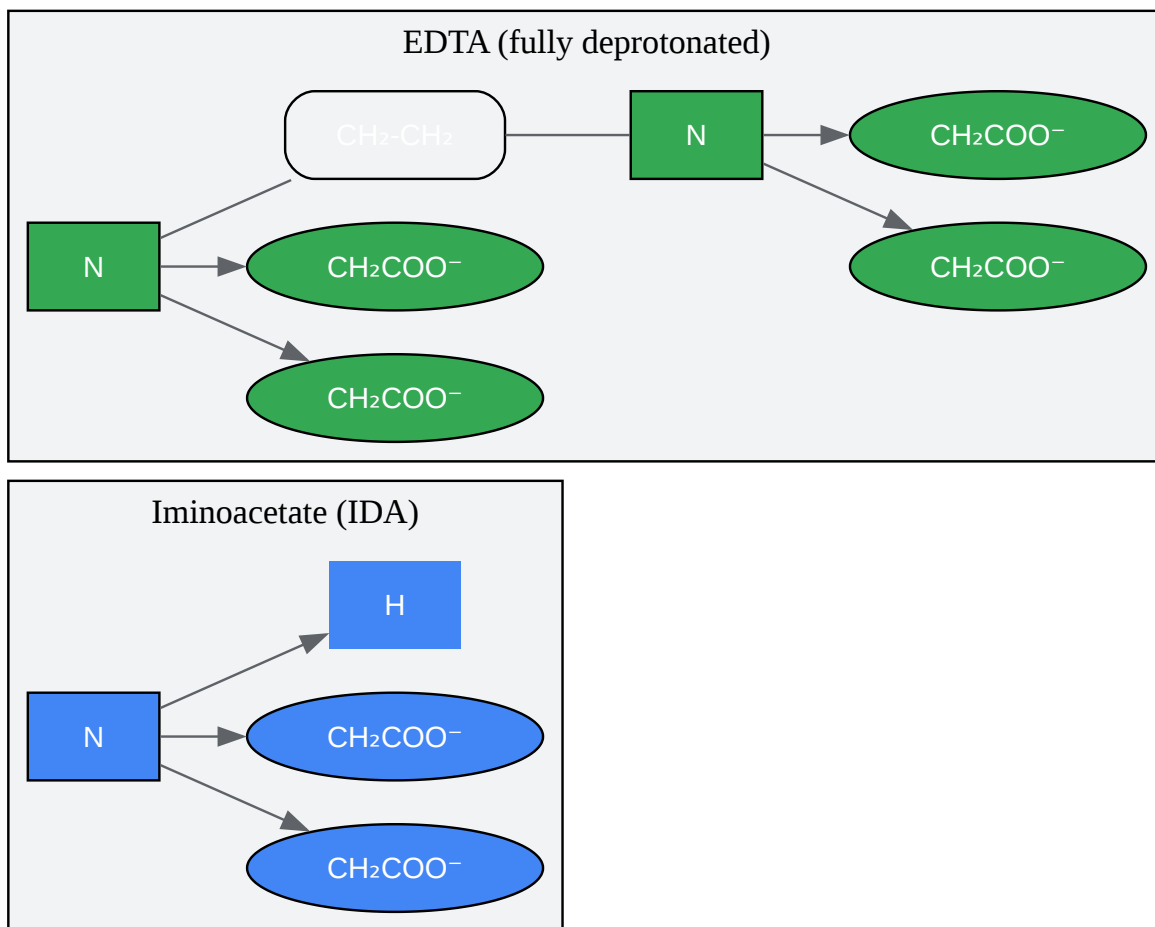 EDTA (fully deprotonated)
CH₂-CH₂
N
CH₂COO⁻
N
CH₂COO⁻
CH₂COO⁻
CH₂COO⁻
Iminoacetate (IDA)
H
N
CH₂COO⁻
CH₂COO⁻